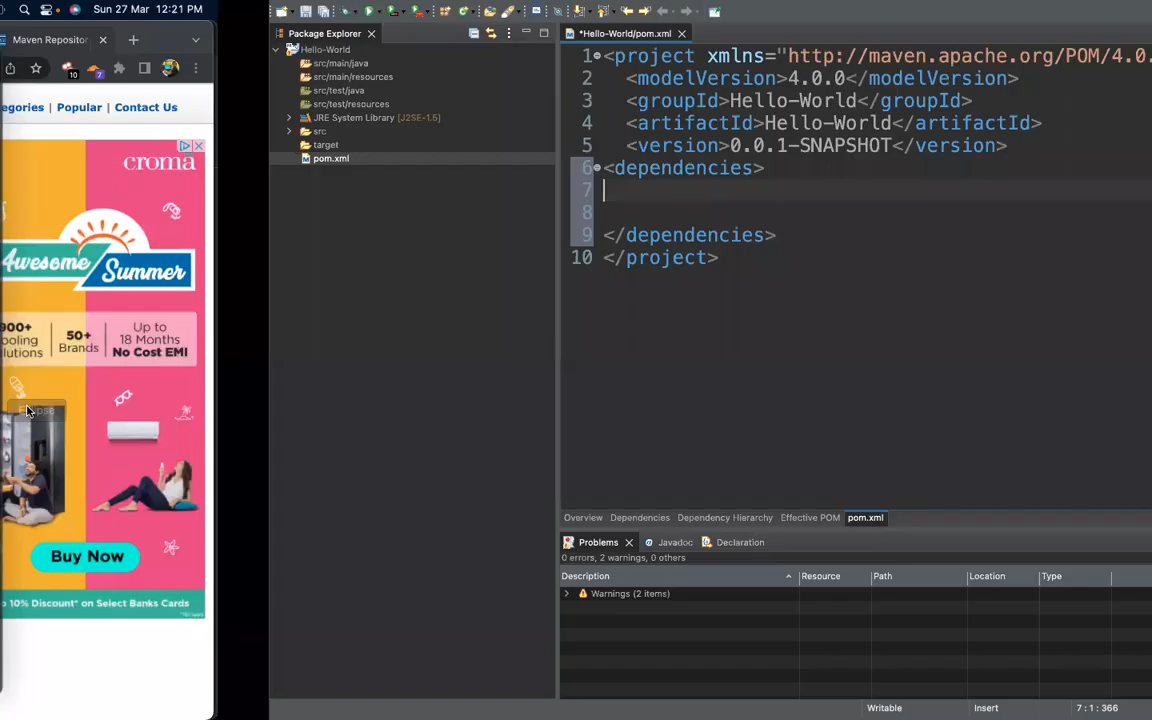 Sun 27 Mar 12:21 PM
Maven Repositor
10
7
egories | Popular | Contact Us
croma
Awesome
Summer
900+
ooling
lutions
50+
Brands
Up to
18 Months
No Cost EMI
Buy Now
o 10% Discount* on Select Banks Cards
Package Explorer
Hello-World
src/main/java
src/main/resources
src/test/java
src/test/resources
JRE System Library [J2SE-1.5]
src
target
pom.xml
*Hello-World/pom.xml
1 <project xmlns="http://maven.apache.org/POM/4.0.
2 <modelVersion>4.0.0</modelVersion>
3 <groupId>Hello-World</groupId>
4 <artifactId>Hello-World</artifactId>
5 <version>0.0.1-SNAPSHOT</version>
6 <dependencies>
7
8
9 </dependencies>
10 </project>
Overview Dependencies Dependency Hierarchy Effective POM pom.xml
Problems Javadoc Declaration
0 errors, 2 warnings, 0 others
Description Resource Path Location Type
Warnings (2 items)
Writable Insert 7 : 1 : 366